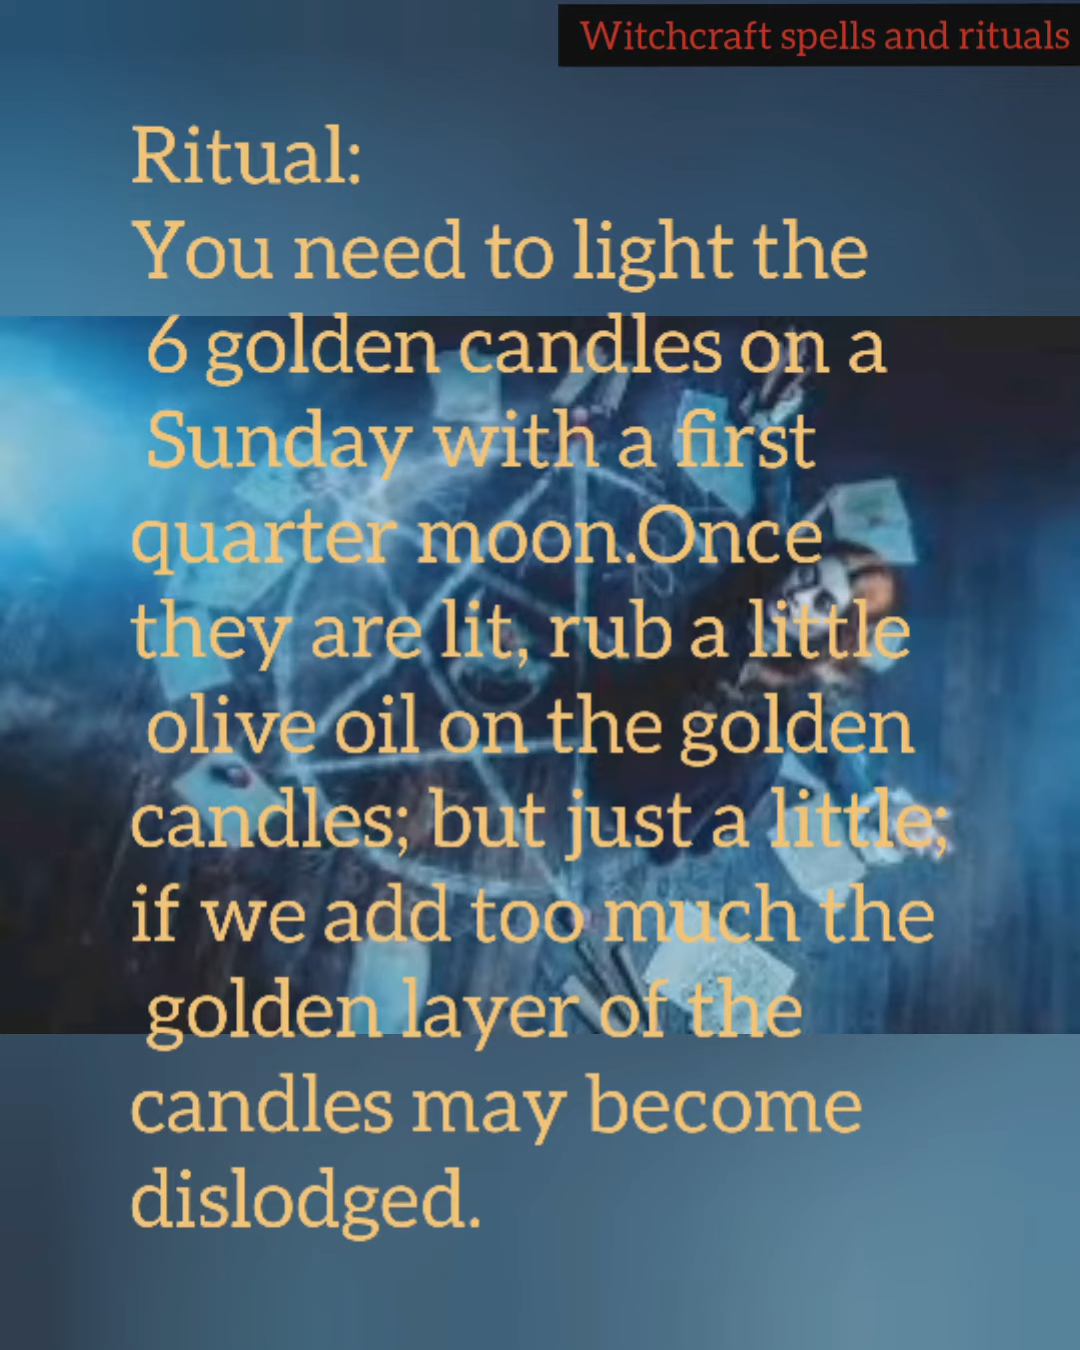 Witchcraft spells and rituals
Ritual:
You need to light the
6 golden candles on a
Sunday with a first
quarter moon.Once
they are lit, rub a little
olive oil on the golden
candles; but just a little;
if we add too much the
golden layer of the
candles may become
dislodged.